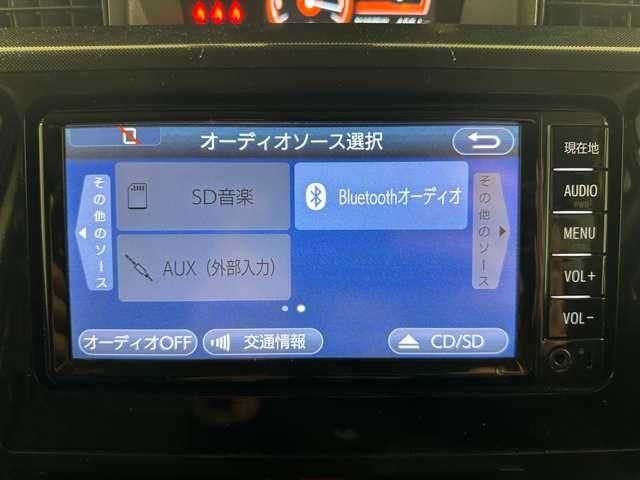 オーディオソース選択
SD音楽
Bluetoothオーディオ
その他のソース
その他のソース
AUX（外部入力）
オーディオOFF
交通情報
CD/SD
現在地
AUDIO
PWR
MENU
VOL+
VOL-